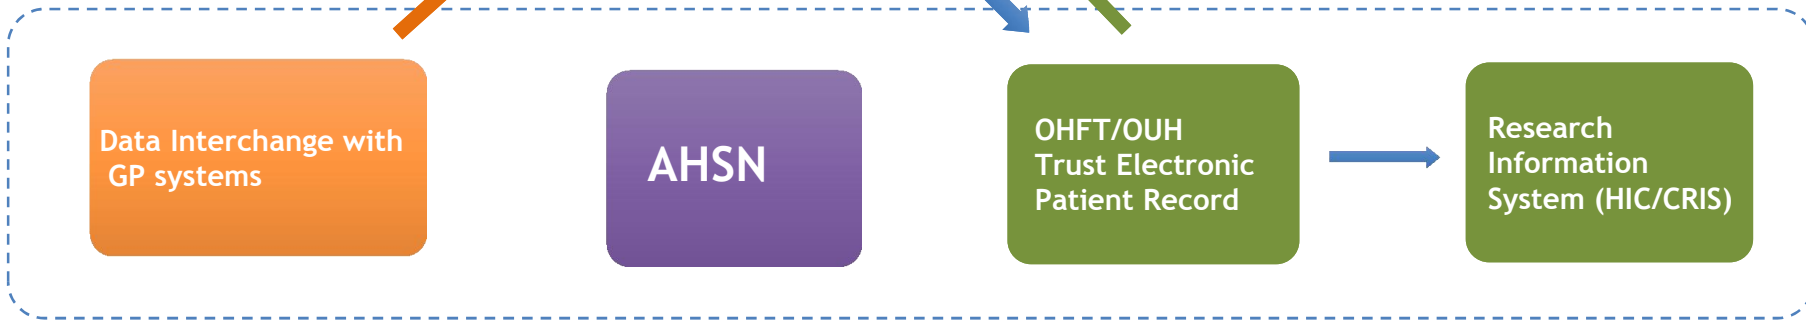 Data Interchange with
GP systems
AHSN
OHFT/OUH
Trust Electronic
Patient Record
Research
Information
System (HIC/CRIS)